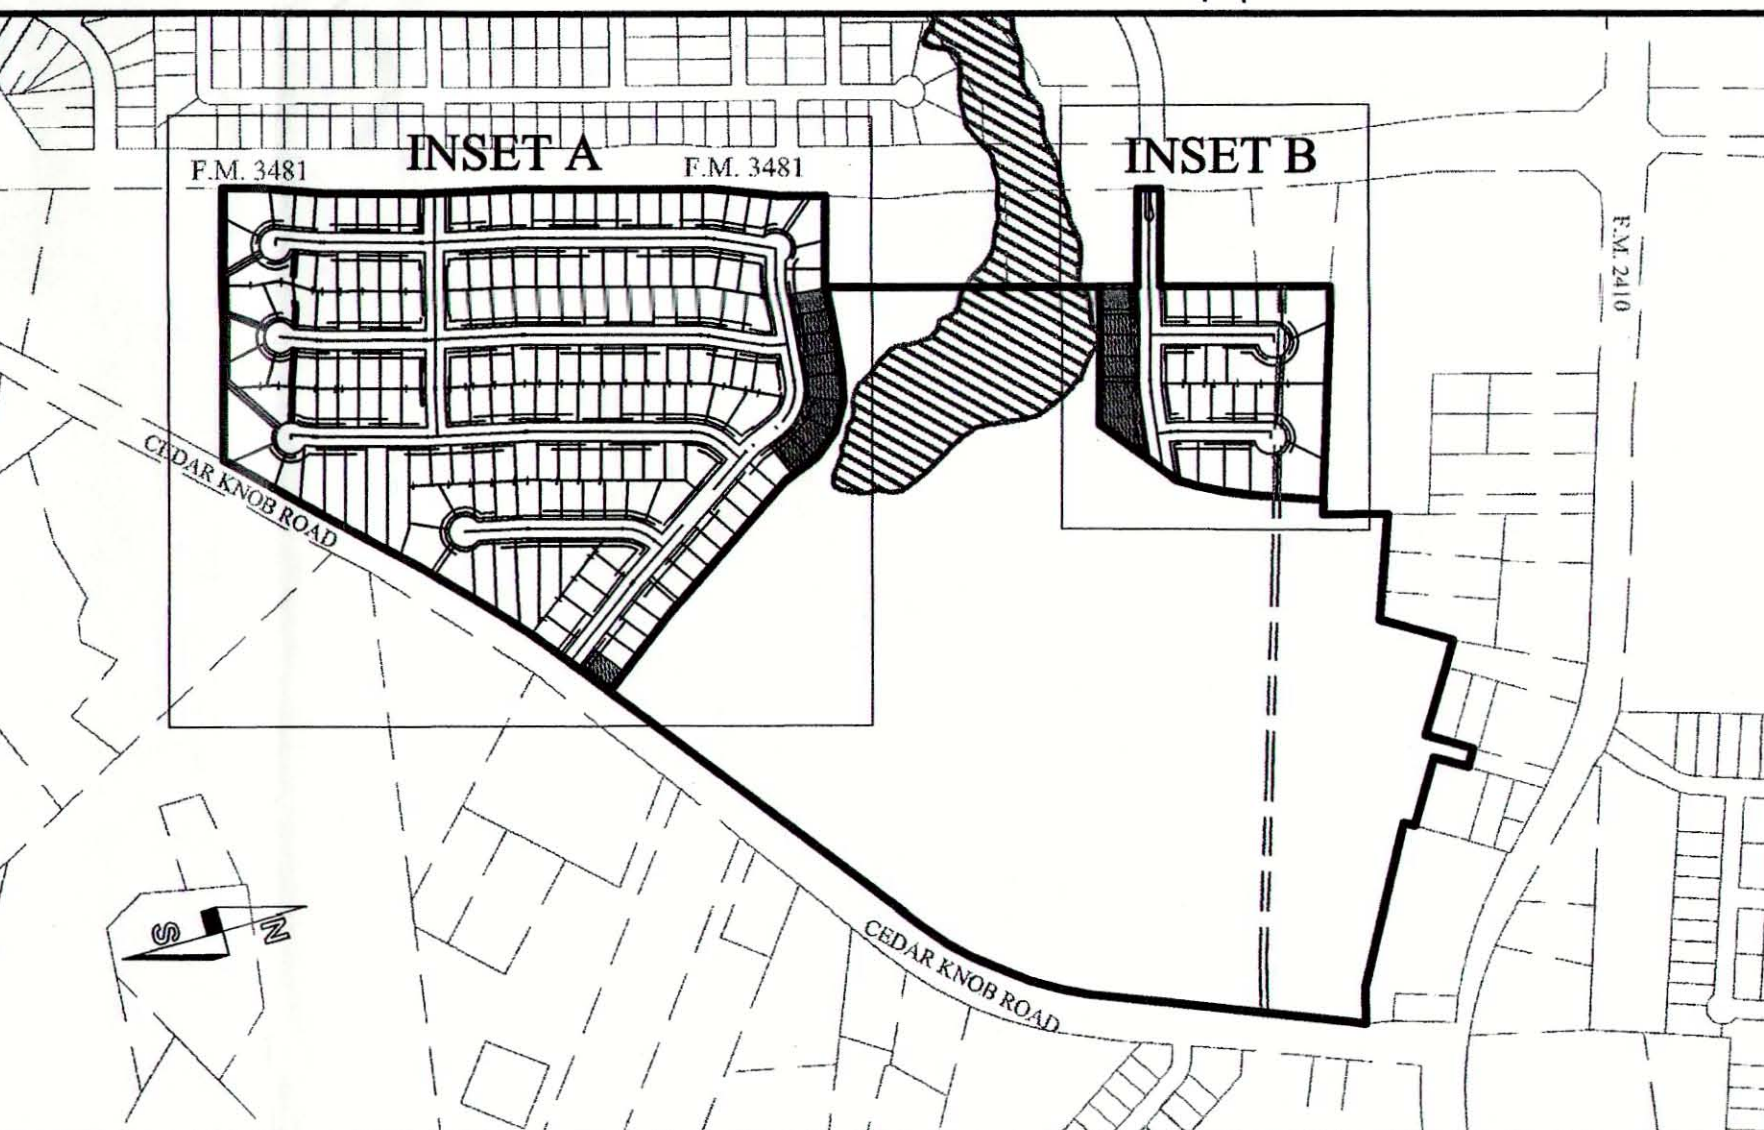 INSET A
F.M. 3481
F.M. 3481
INSET B
F.M. 2410
CEDAR KNOB ROAD
S
N
CEDAR KNOB ROAD